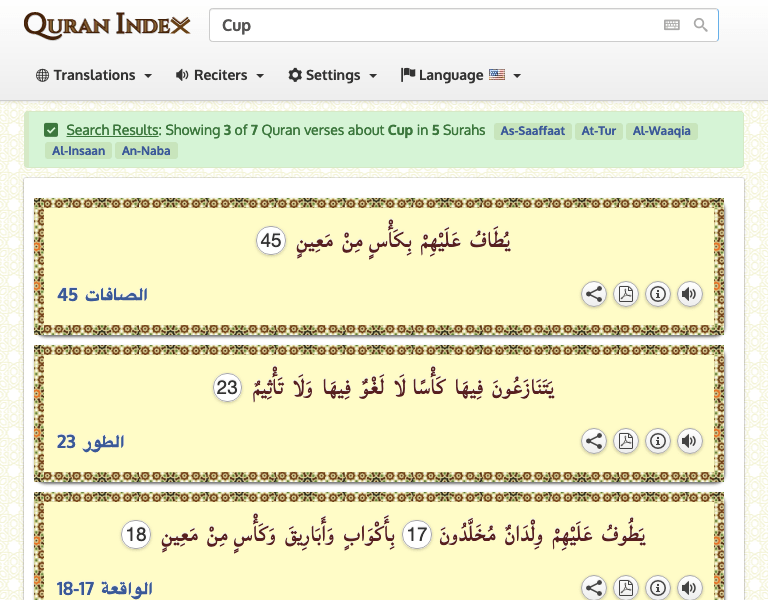 QURAN INDEX
Cup
Translations Reciters Settings Language
Search Results: Showing 3 of 7 Quran verses about Cup in 5 Surahs As-Saaffaat At-Tur Al-Waaqia
Al-Insaan An-Naba
يُطَافُ عَلَيْهِمْ بِكَأْسٍ مِنْ مَعِينٍ 45
الصافات 45
يَتَنَازَعُونَ فِيهَا كَأْسًا لَا لَغْوٌ فِيهَا وَلَا تَأْثِيمٌ 23
الطور 23
يَطُوفُ عَلَيْهِمْ وِلْدَانٌ مُخَلَّدُونَ 17 بِأَكْوَابٍ وَأَبَارِيقَ وَكَأْسٍ مِنْ مَعِينٍ 18
الواقعة 17-18